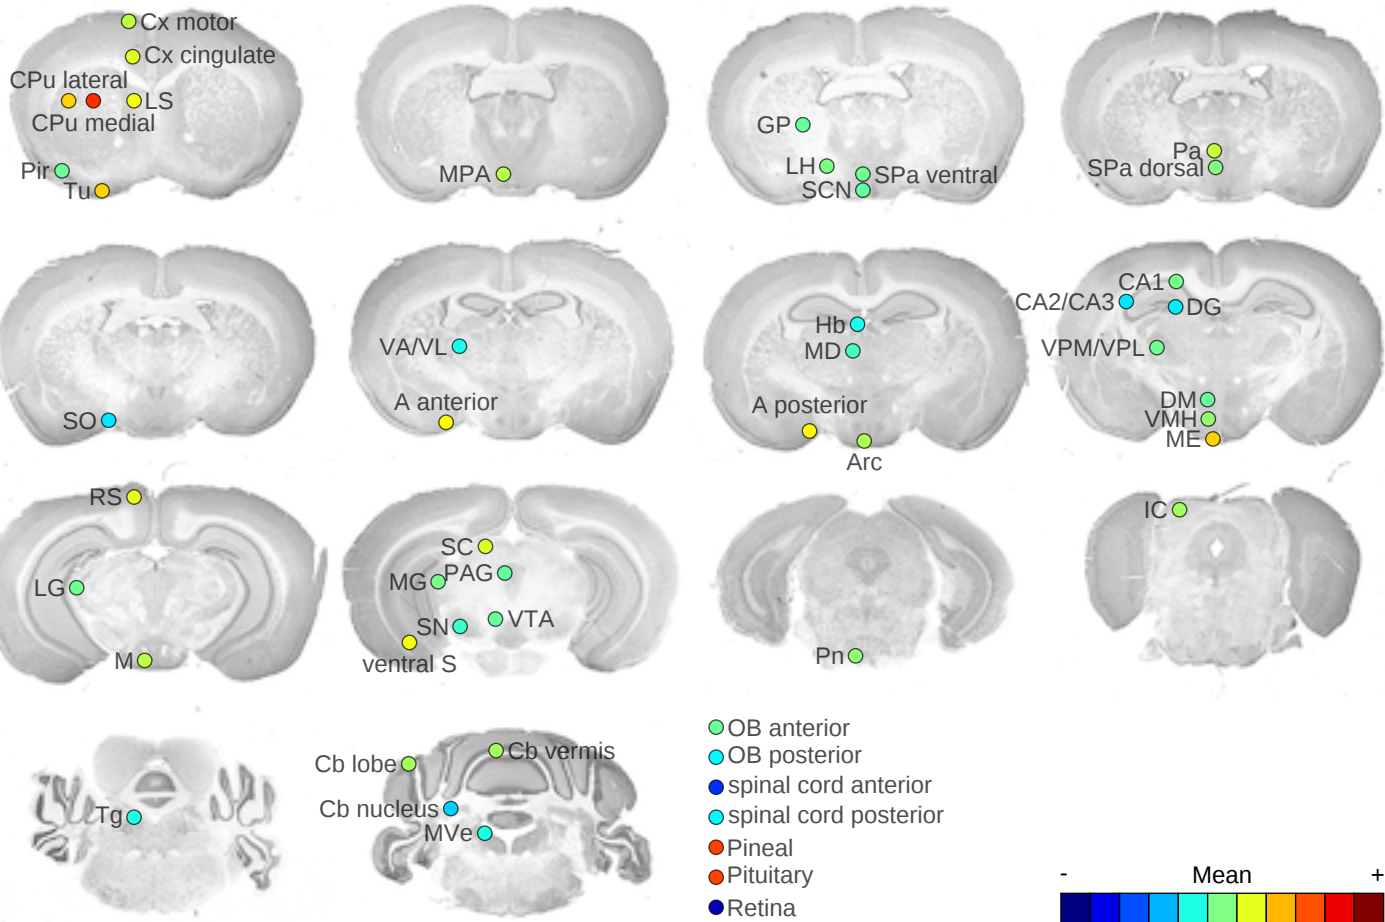 Cx motor
Cx cingulate
CPu lateral
LS
CPu medial
Pir
Tu
MPA
GP
LH
SPa ventral
SCN
Pa
SPa dorsal
SO
VA/VL
A anterior
Hb
MD
A posterior
Arc
CA1
CA2/CA3
DG
VPM/VPL
DM
VMH
ME
RS
LG
M
SC
MG
PAG
SN
VTA
ventral S
Pn
IC
Tg
Cb lobe
Cb vermis
Cb nucleus
MVe
OB anterior
OB posterior
spinal cord anterior
spinal cord posterior
Pineal
Pituitary
Retina
- Mean +